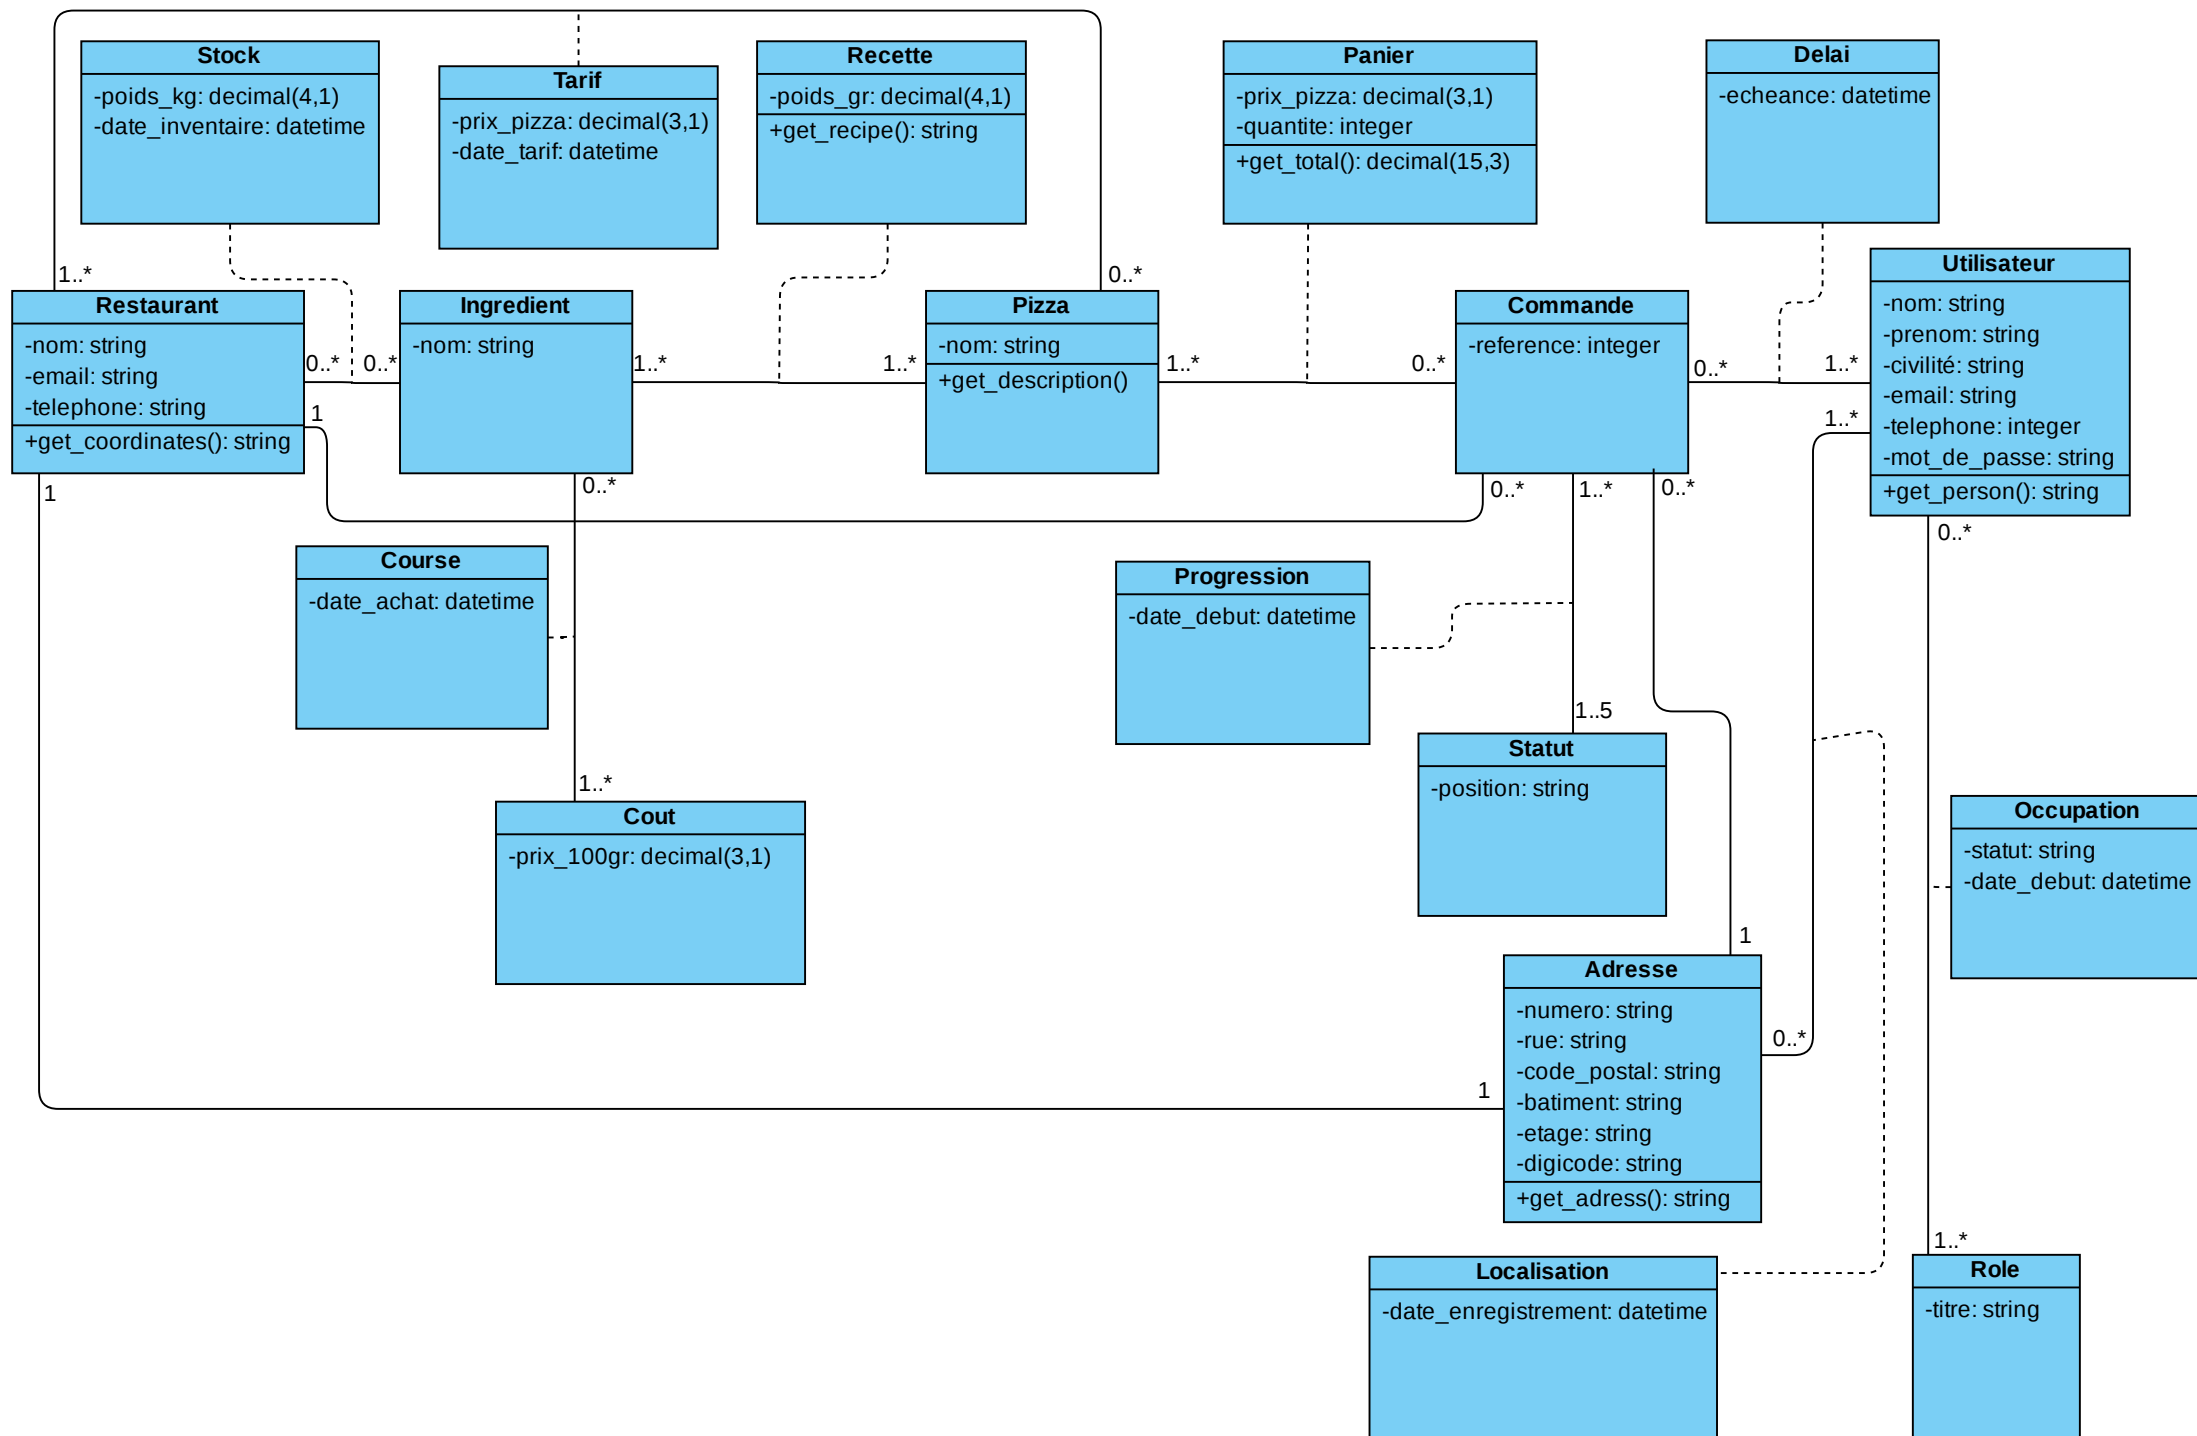 Stock
-poids_kg: decimal(4,1)
-date_inventaire: datetime
Tarif
-prix_pizza: decimal(3,1)
-date_tarif: datetime
Recette
-poids_gr: decimal(4,1)
+get_recipe(): string
Panier
-prix_pizza: decimal(3,1)
-quantite: integer
+get_total(): decimal(15,3)
Delai
-echeance: datetime
1..*
0..*
Restaurant
-nom: string
-email: string
-telephone: string
+get_coordinates(): string
0..*
0..*
1
1
Ingredient
-nom: string
1..*
1..*
0..*
Pizza
-nom: string
+get_description()
1..*
0..*
Commande
-reference: integer
0..*
1..*
1..*
0..*
1..*
0..*
Utilisateur
-nom: string
-prenom: string
-civilité: string
-email: string
-telephone: integer
-mot_de_passe: string
+get_person(): string
0..*
Course
-date_achat: datetime
Progression
-date_debut: datetime
1..5
Statut
-position: string
1..*
Cout
-prix_100gr: decimal(3,1)
Occupation
-statut: string
-date_debut: datetime
1
Adresse
-numero: string
-rue: string
-code_postal: string
-batiment: string
-etage: string
-digicode: string
+get_adress(): string
0..*
1
1..*
Localisation
-date_enregistrement: datetime
Role
-titre: string